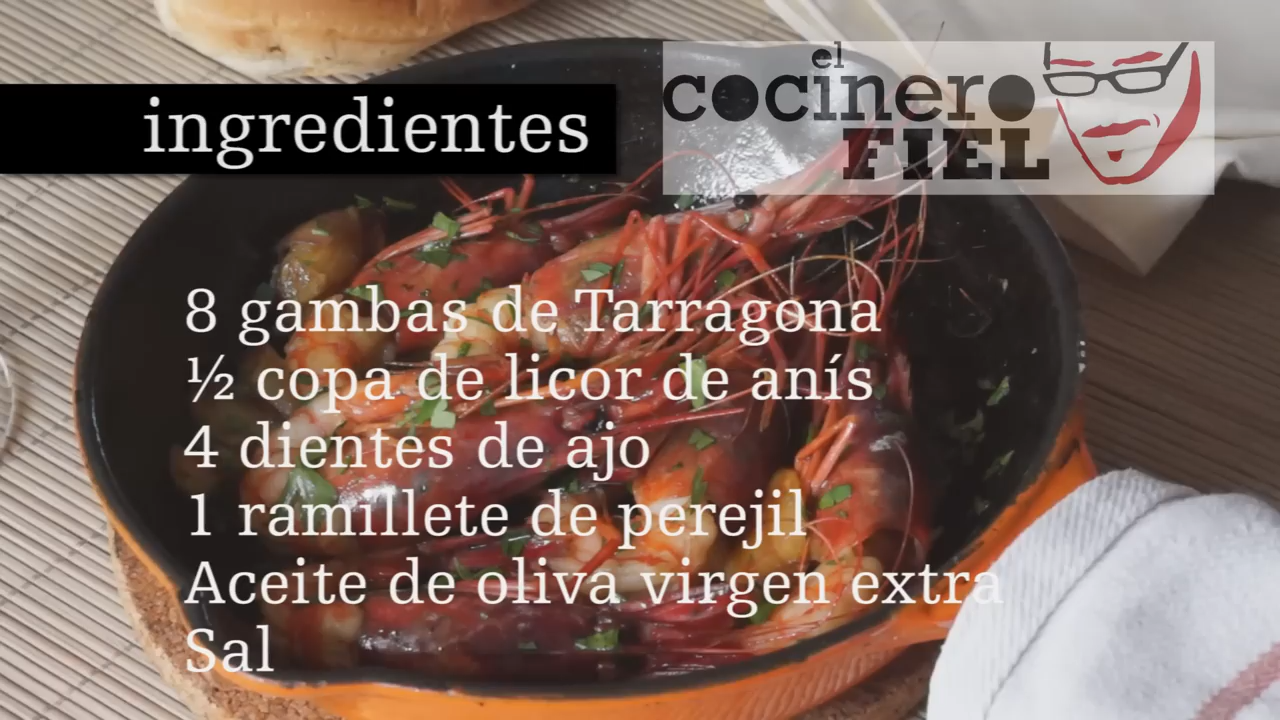 ingredientes
el
cocinero
FIEL
8 gambas de Tarragona
½ copa de licor de anís
4 dientes de ajo
1 ramillete de perejil
Aceite de oliva virgen extra
Sal